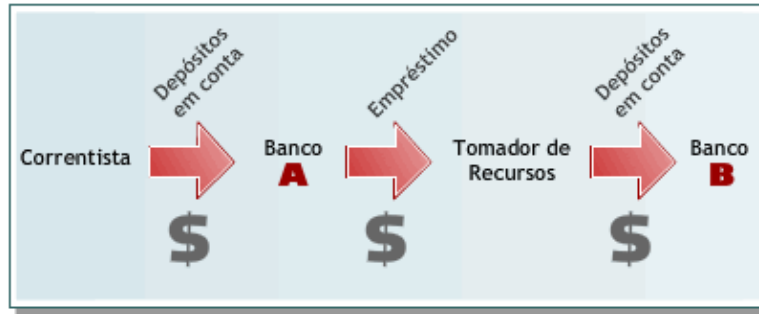 Depósitos
em conta
Empréstimo
Depósitos
em conta
Correntista
Banco
A
Tomador de
Recursos
Banco
B
$
$
$